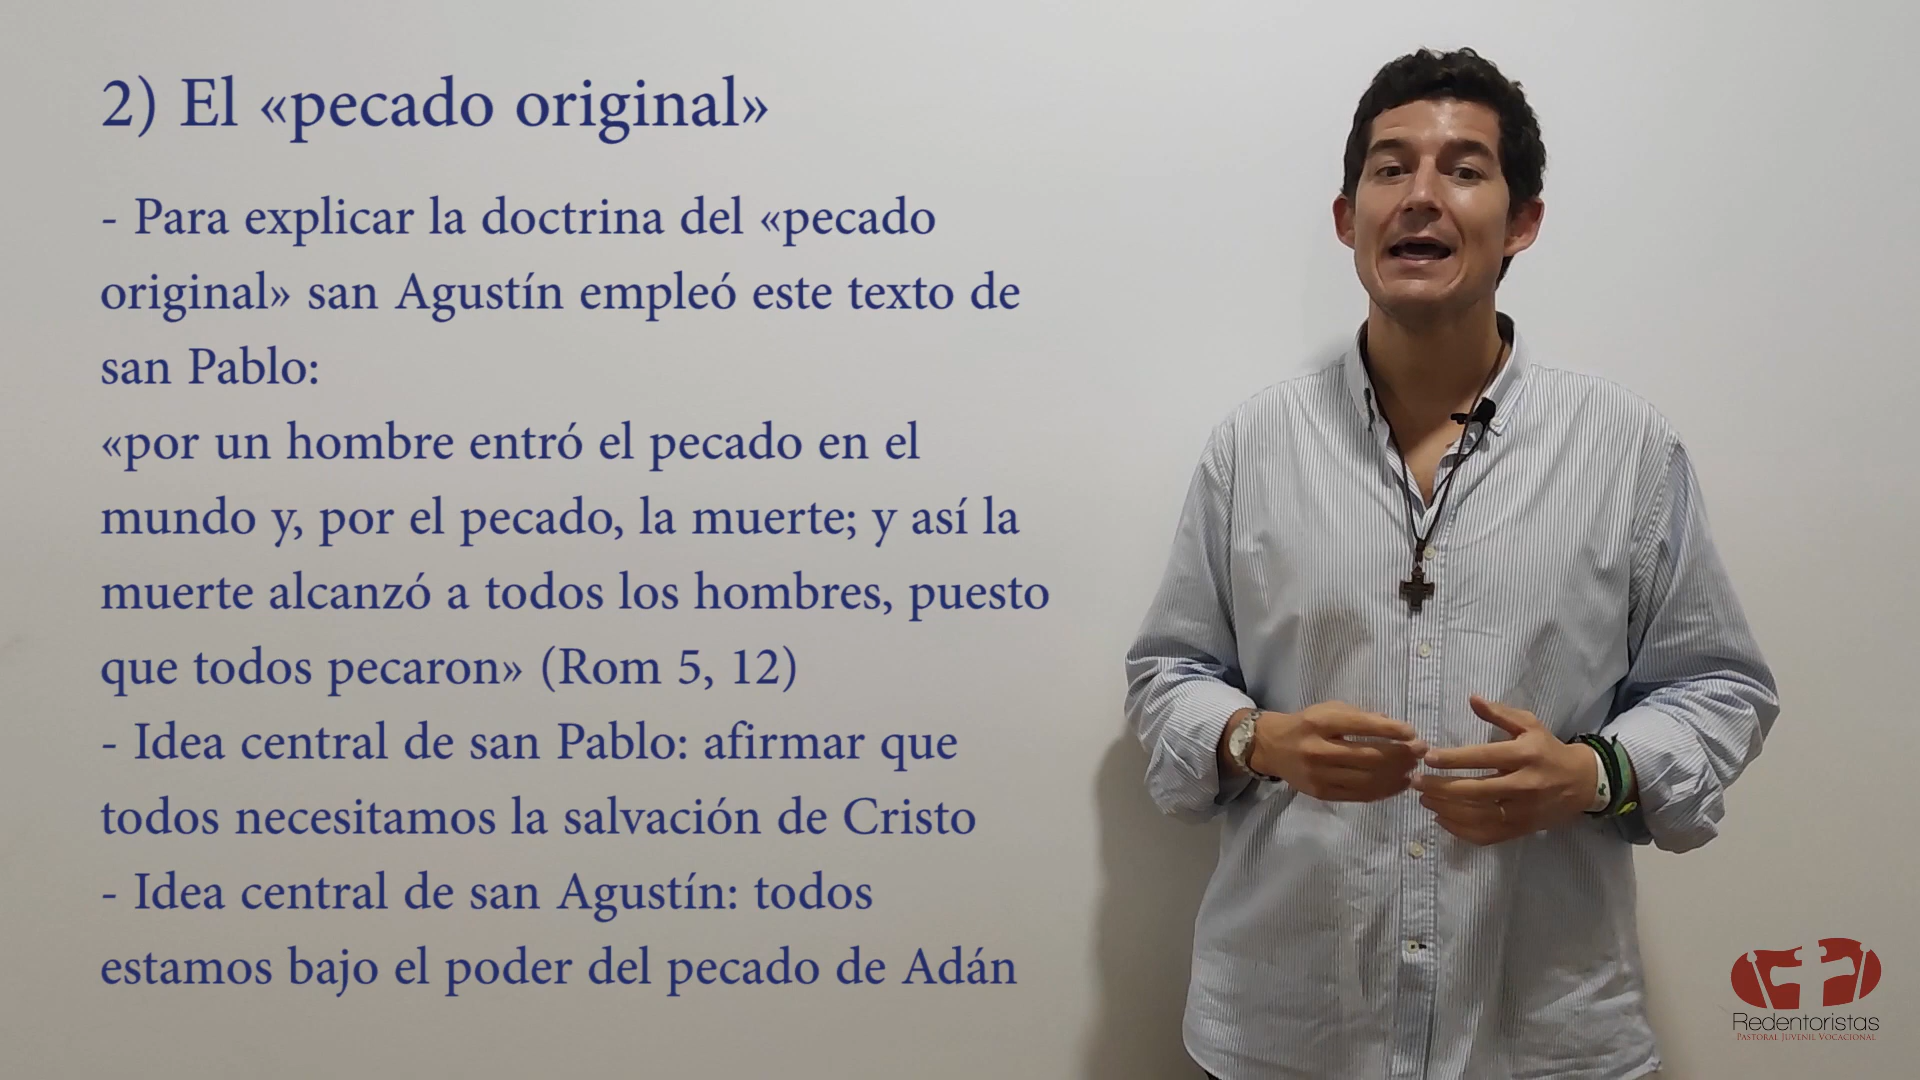 2) El «pecado original»
- Para explicar la doctrina del «pecado
original» san Agustín empleó este texto de
san Pablo:
«por un hombre entró el pecado en el
mundo y, por el pecado, la muerte; y así la
muerte alcanzó a todos los hombres, puesto
que todos pecaron» (Rom 5, 12)
- Idea central de san Pablo: afirmar que
todos necesitamos la salvación de Cristo
- Idea central de san Agustín: todos
estamos bajo el poder del pecado de Adán
Redentoristas
PASTORAL JUVENIL VOCACIONAL